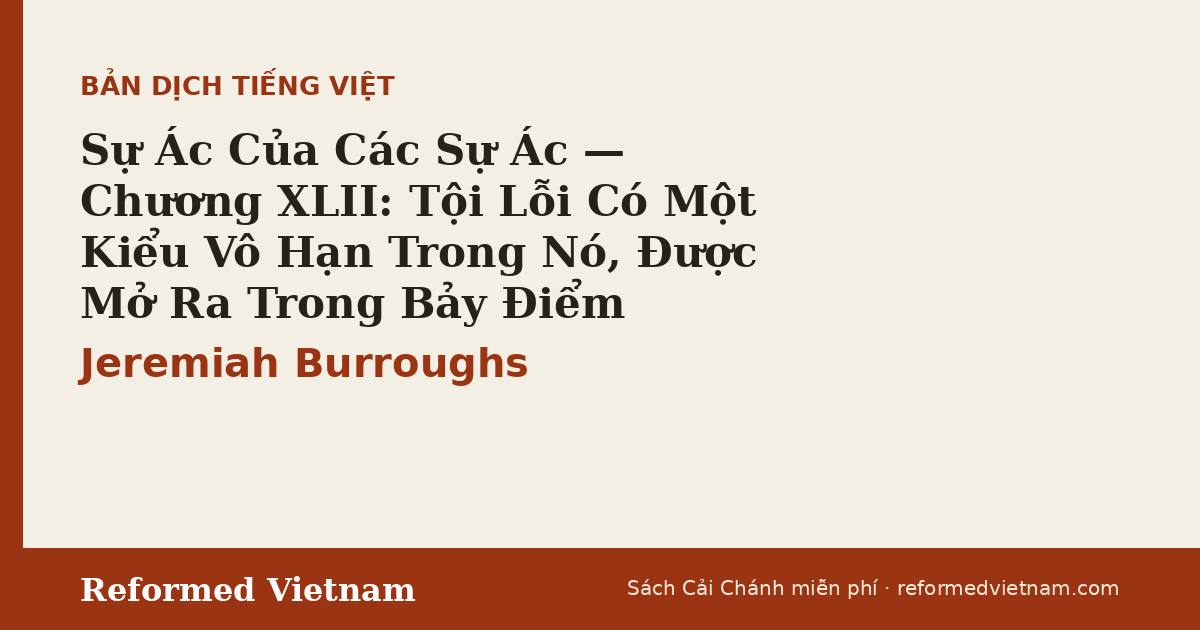 BẢN DỊCH TIẾNG VIỆT
Sự Ác Của Các Sự Ác —
Chương XLII: Tội Lỗi Có Một
Kiểu Vô Hạn Trong Nó, Được
Mở Ra Trong Bảy Điểm
Jeremiah Burroughs
Reformed Vietnam
Sách Cải Chánh miễn phí · reformedvietnam.com